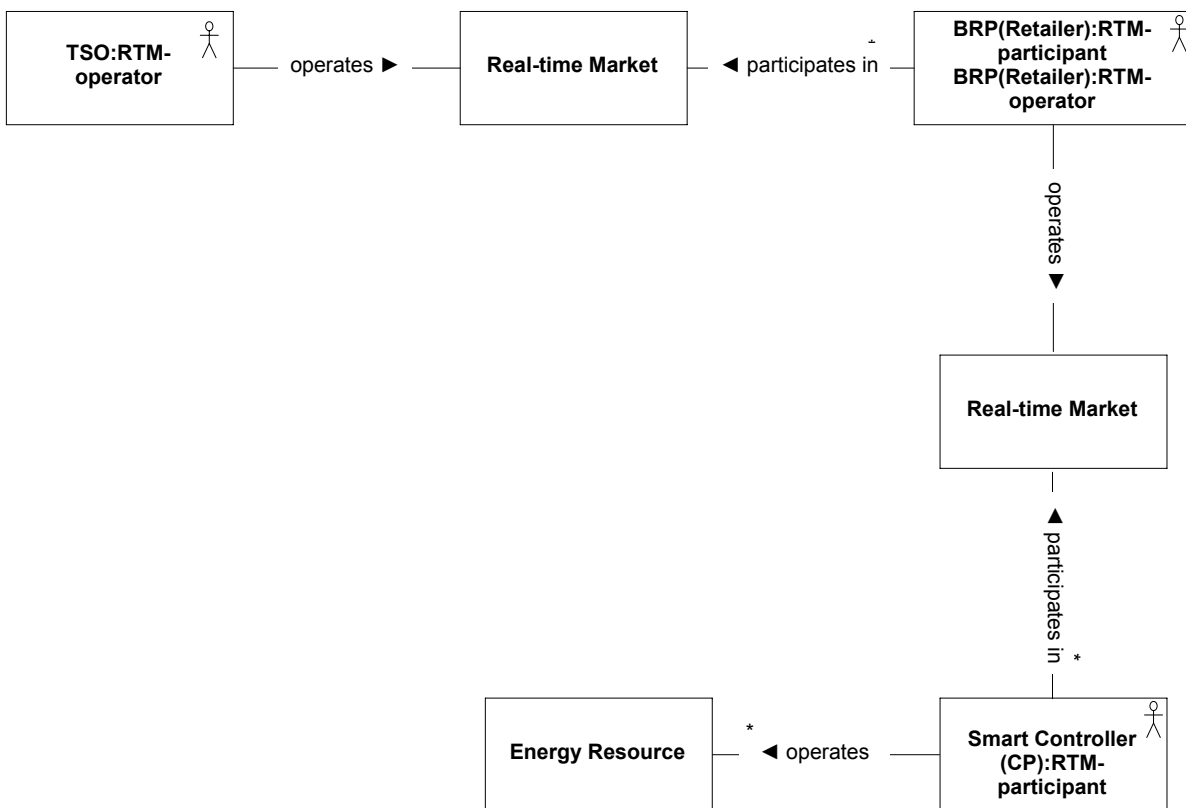 TSO:RTM-
operator
operates ►
Real-time Market
◄ participates in
*
BRP(Retailer):RTM-
participant
BRP(Retailer):RTM-
operator
operates ►
Real-time Market
◄ participates in
*
Energy Resource
*
◄ operates
Smart Controller
(CP):RTM-
participant